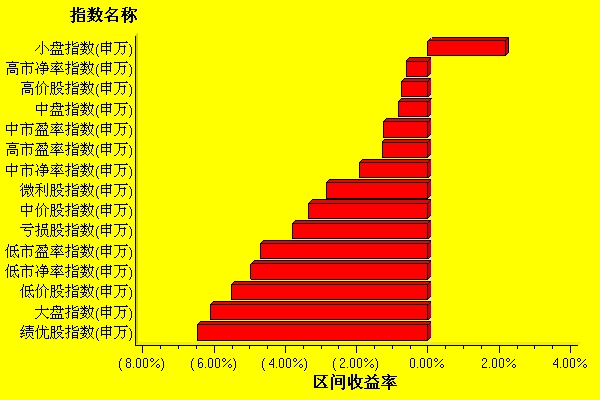 指数名称
小盘指数(申万)
高市净率指数(申万)
高价股指数(申万)
中盘指数(申万)
中市盈率指数(申万)
高市盈率指数(申万)
中市净率指数(申万)
微利股指数(申万)
中价股指数(申万)
亏损股指数(申万)
低市盈率指数(申万)
低市净率指数(申万)
低价股指数(申万)
大盘指数(申万)
绩优股指数(申万)
(8.00%) (6.00%) (4.00%) (2.00%) 0.00% 2.00% 4.00%
区间收益率